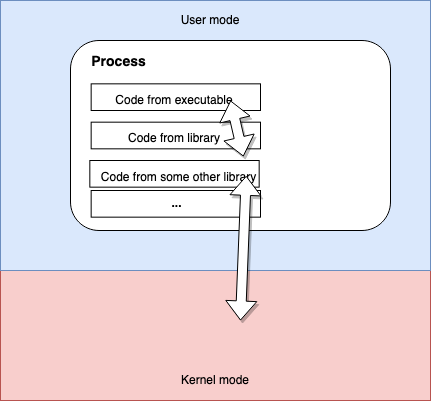 User mode
Process
Code from executable
Code from library
Code from some other library
...
Kernel mode